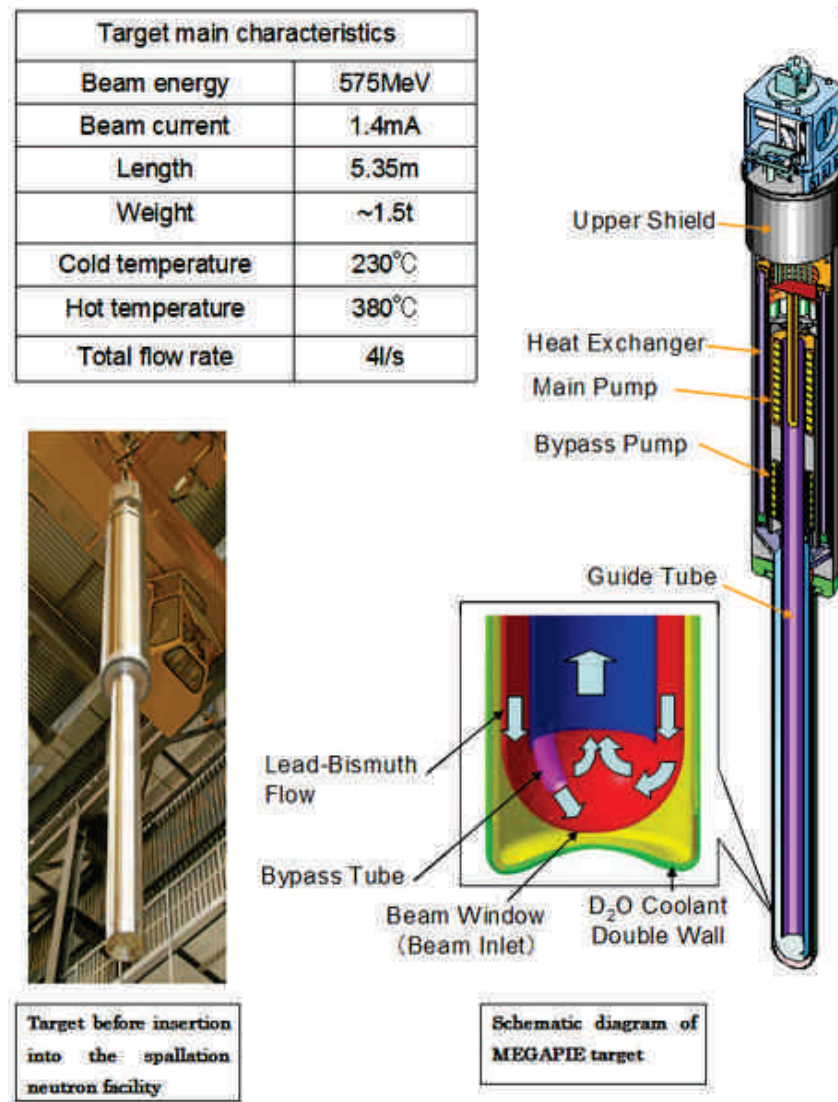 Target main characteristics
Beam energy 575MeV
Beam current 1.4mA
Length 5.35m
Weight ~1.5t
Cold temperature 230℃
Hot temperature 380℃
Total flow rate 4l/s
Upper Shield
Heat Exchanger
Main Pump
Bypass Pump
Guide Tube
Lead-Bismuth
Flow
Bypass Tube
Beam Window
(Beam Inlet)
D₂O Coolant
Double Wall
Target before insertion
into the spallation
neutron facility
Schematic diagram of
MEGAPIE target